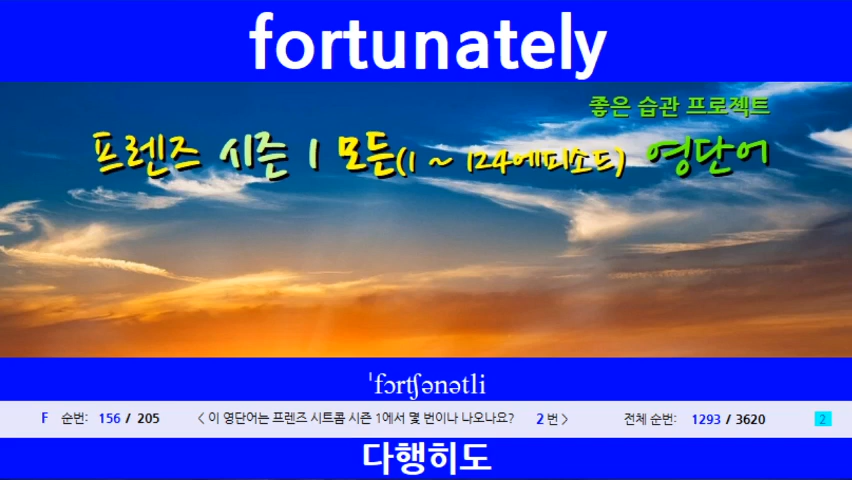 fortunately
좋은 습관 프로젝트
프렌즈 시즌 1 모든(1 ~ 124에피소드) 영단어
ˈfɔrtʃənətli
F 순번: 156 / 205 < 이 영단어는 프렌즈 시트콤 시즌 1에서 몇 번이나 나오나요? 2 번 > 전체 순번: 1293 / 3620 2
다행히도